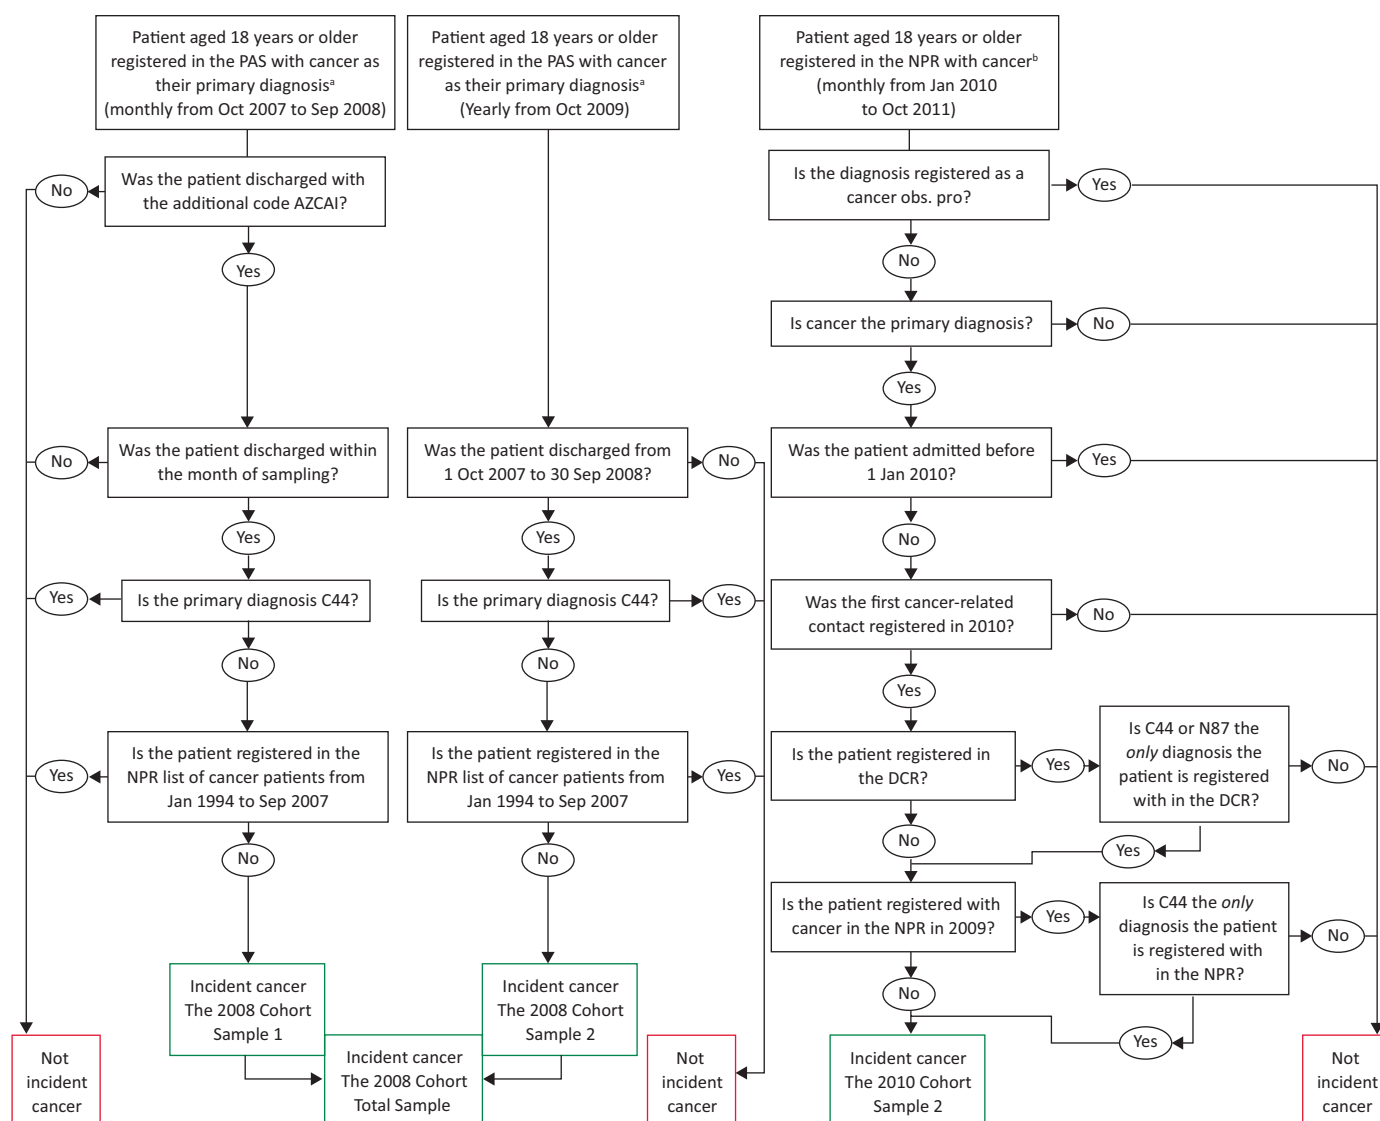 Patient aged 18 years or older
registered in the PAS with cancer as
their primary diagnosisᵃ
(monthly from Oct 2007 to Sep 2008)
Patient aged 18 years or older
registered in the PAS with cancer
as their primary diagnosisᵃ
(Yearly from Oct 2009)
Patient aged 18 years or older
registered in the NPR with cancerᵇ
(monthly from Jan 2010
to Oct 2011)
No
Was the patient discharged with
the additional code AZCAI?
Yes
Is the diagnosis registered as a
cancer obs. pro?
Yes
No
Is cancer the primary diagnosis?
No
Yes
No
Was the patient discharged within
the month of sampling?
Yes
Was the patient discharged from
1 Oct 2007 to 30 Sep 2008?
No
Yes
Was the patient admitted before
1 Jan 2010?
Yes
No
Yes
Is the primary diagnosis C44?
No
Is the primary diagnosis C44?
Yes
No
Was the first cancer-related
contact registered in 2010?
No
Yes
Yes
Is the patient registered in the
NPR list of cancer patients from
Jan 1994 to Sep 2007
No
Is the patient registered in the
NPR list of cancer patients from
Jan 1994 to Sep 2007
Yes
No
Is the patient registered in
the DCR?
Yes
Is C44 or N87 the
only diagnosis the
patient is registered
with in the DCR?
No
No
Yes
Is the patient registered with
cancer in the NPR in 2009?
Yes
Is C44 the only
diagnosis the patient
is registered with
in the NPR?
No
No
Yes
Not
incident
cancer
Incident cancer
The 2008 Cohort
Sample 1
Incident cancer
The 2008 Cohort
Total Sample
Incident cancer
The 2008 Cohort
Sample 2
Not
incident
cancer
Incident cancer
The 2010 Cohort
Sample 2
Not
incident
cancer